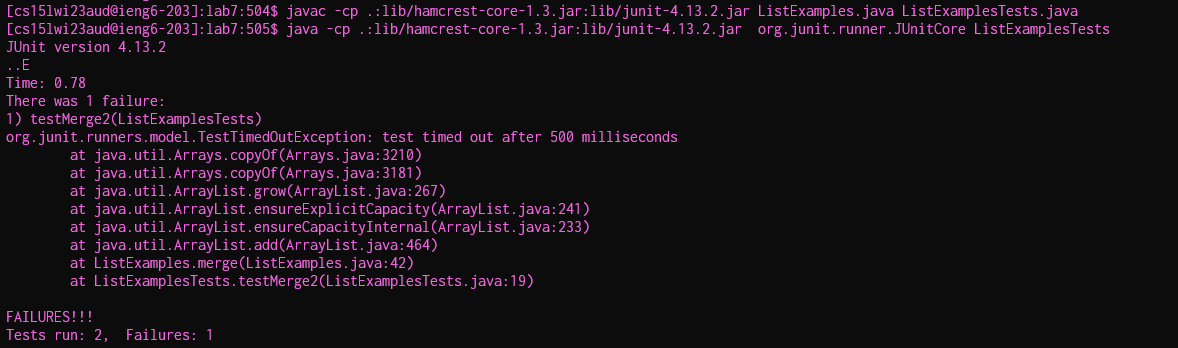 [cs15lwi23aud@ieng6-203]:lab7:504$ javac -cp .:lib/hamcrest-core-1.3.jar:lib/junit-4.13.2.jar ListExamples.java ListExamplesTests.java
[cs15lwi23aud@ieng6-203]:lab7:505$ java -cp .:lib/hamcrest-core-1.3.jar:lib/junit-4.13.2.jar  org.junit.runner.JUnitCore ListExamplesTests
JUnit version 4.13.2
..E
Time: 0.78
There was 1 failure:
1) testMerge2(ListExamplesTests)
org.junit.runners.model.TestTimedOutException: test timed out after 500 milliseconds
        at java.util.Arrays.copyOf(Arrays.java:3210)
        at java.util.Arrays.copyOf(Arrays.java:3181)
        at java.util.ArrayList.grow(ArrayList.java:267)
        at java.util.ArrayList.ensureExplicitCapacity(ArrayList.java:241)
        at java.util.ArrayList.ensureCapacityInternal(ArrayList.java:233)
        at java.util.ArrayList.add(ArrayList.java:464)
        at ListExamples.merge(ListExamples.java:42)
        at ListExamplesTests.testMerge2(ListExamplesTests.java:19)

FAILURES!!!
Tests run: 2,  Failures: 1